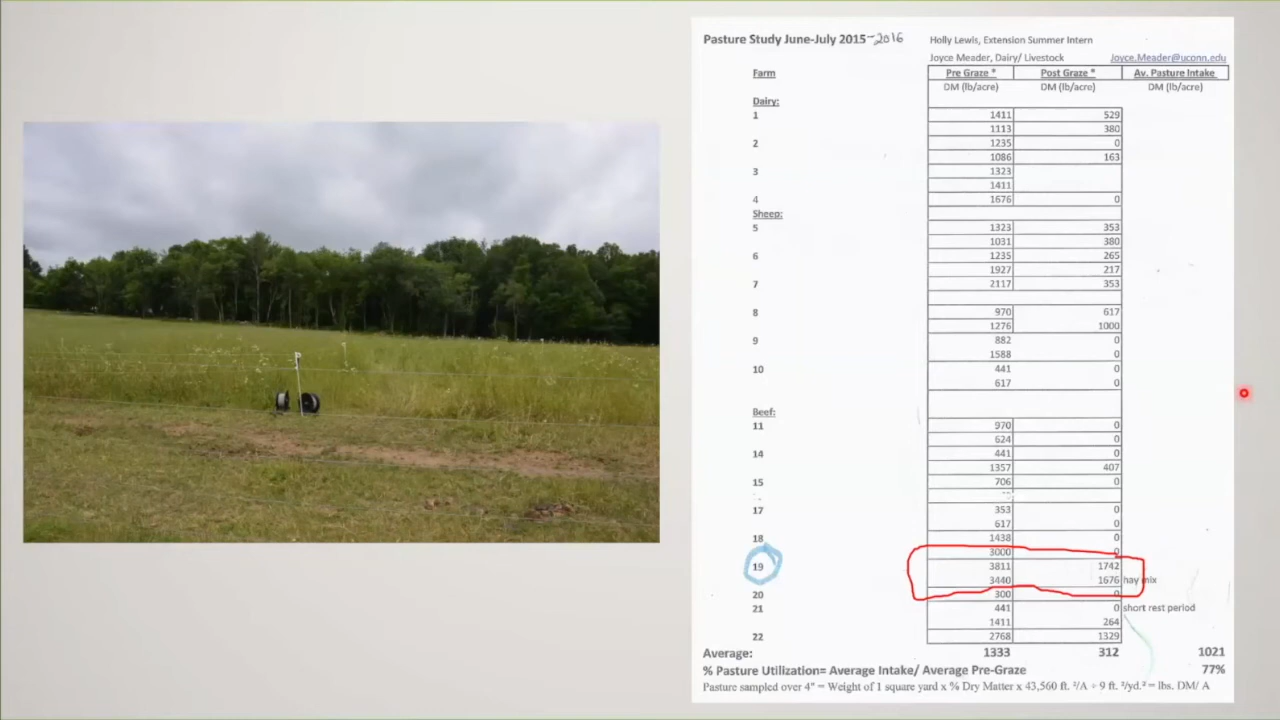 Pasture Study June-July 2015-2016
Holly Lewis, Extension Summer Intern
Joyce Meader, Dairy/ Livestock Joyce.Meader@uconn.edu
Farm Pre Graze * Post Graze * Av. Pasture Intake
DM (lb/acre) DM (lb/acre) DM (lb/acre)
Dairy:
1 1411 529
1113 380
2 1235 0
1086 163
3 1323
1411
4 1676 0
Sheep:
5 1323 353
1031 380
6 1235 265
1927 217
7 2117 353
8 970 617
1276 1000
9 882 0
1588 0
10 441 0
617 0
Beef:
11 970 0
624 0
14 441 0
1357 407
15 706 0
17 353 0
617 0
18 1438 0
3000 0
19 3811 1742
3440 1676 hay mix
20 300 0
21 441 0 short rest period
1411 264
22 2768 1329
Average: 1333 312 1021
% Pasture Utilization= Average Intake/ Average Pre-Graze 77%
Pasture sampled over 4" = Weight of 1 square yard x % Dry Matter x 43,560 ft. ²/A ÷ 9 ft. ²/yd.² = lbs. DM/ A